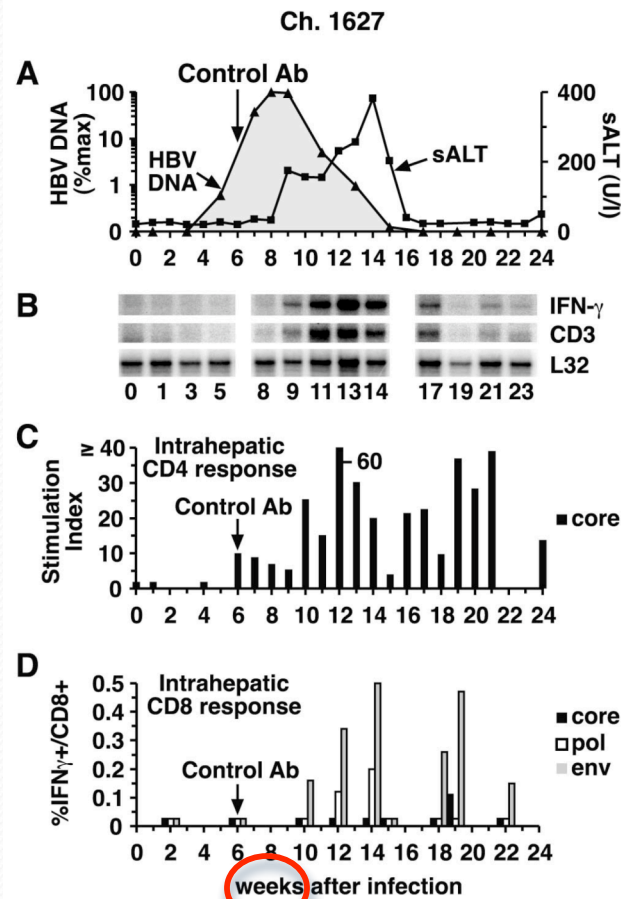 Ch. 1627
A
Control Ab
HBV DNA
(%max)
100
10
1
0
HBV
DNA
sALT
400
200
0
sALT (U/l)
0 2 4 6 8 10 12 14 16 18 20 22 24
B
IFN-γ
CD3
L32
0 1 3 5 8 9 11 13 14 17 19 21 23
C
Stimulation
Index
≥ 40
30
20
10
0
Intrahepatic
CD4 response
Control Ab
60
core
0 2 4 6 8 10 12 14 16 18 20 22 24
D
%IFNγ+/CD8+
0.5
0.4
0.3
0.2
0.1
0
Intrahepatic
CD8 response
Control Ab
core
pol
env
0 2 4 6 8 10 12 14 16 18 20 22 24
weeks after infection